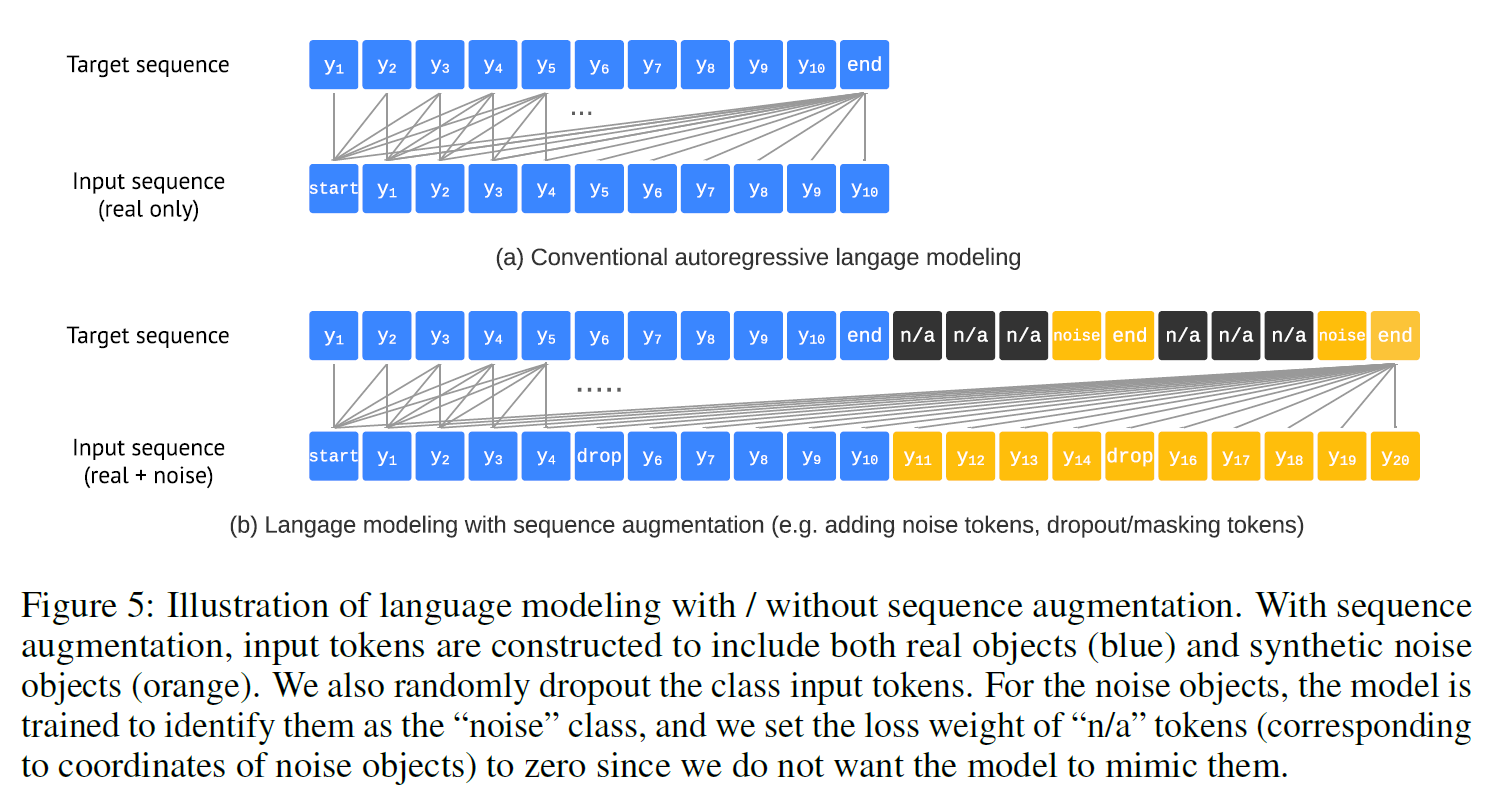 Target sequence y₁ y₂ y₃ y₄ y₅ y₆ y₇ y₈ y₉ y₁₀ end
...
Input sequence (real only) start y₁ y₂ y₃ y₄ y₅ y₆ y₇ y₈ y₉ y₁₀
(a) Conventional autoregressive langage modeling
Target sequence y₁ y₂ y₃ y₄ y₅ y₆ y₇ y₈ y₉ y₁₀ end n/a n/a n/a noise end n/a n/a n/a noise end
.....
Input sequence (real + noise) start y₁ y₂ y₃ y₄ drop y₆ y₇ y₈ y₉ y₁₀ y₁₁ y₁₂ y₁₃ y₁₄ drop y₁₆ y₁₇ y₁₈ y₁₉ y₂₀
(b) Langage modeling with sequence augmentation (e.g. adding noise tokens, dropout/masking tokens)
Figure 5: Illustration of language modeling with / without sequence augmentation. With sequence
augmentation, input tokens are constructed to include both real objects (blue) and synthetic noise
objects (orange). We also randomly dropout the class input tokens. For the noise objects, the model is
trained to identify them as the “noise” class, and we set the loss weight of “n/a” tokens (corresponding
to coordinates of noise objects) to zero since we do not want the model to mimic them.